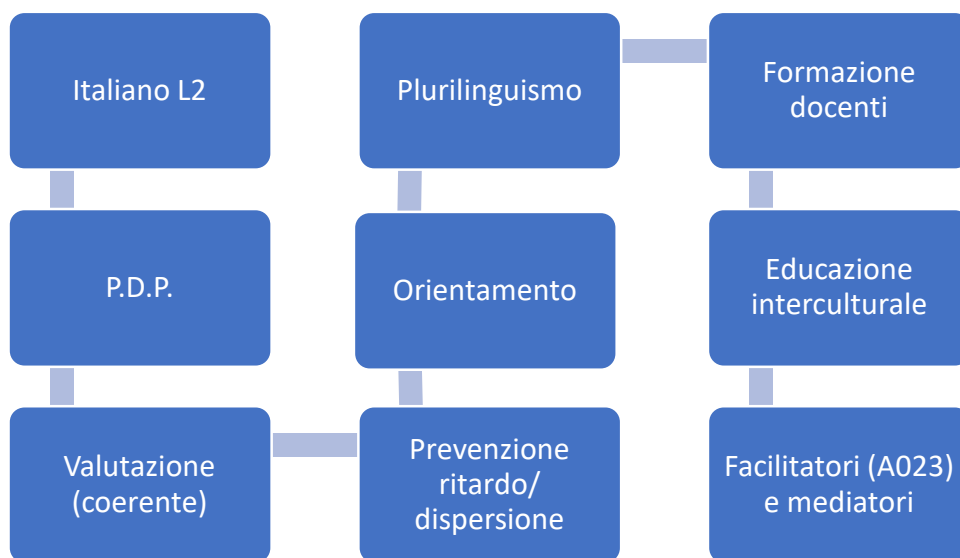 Italiano L2
P.D.P.
Valutazione
(coerente)
Prevenzione
ritardo/
dispersione
Orientamento
Plurilinguismo
Formazione
docenti
Educazione
interculturale
Facilitatori (A023)
e mediatori